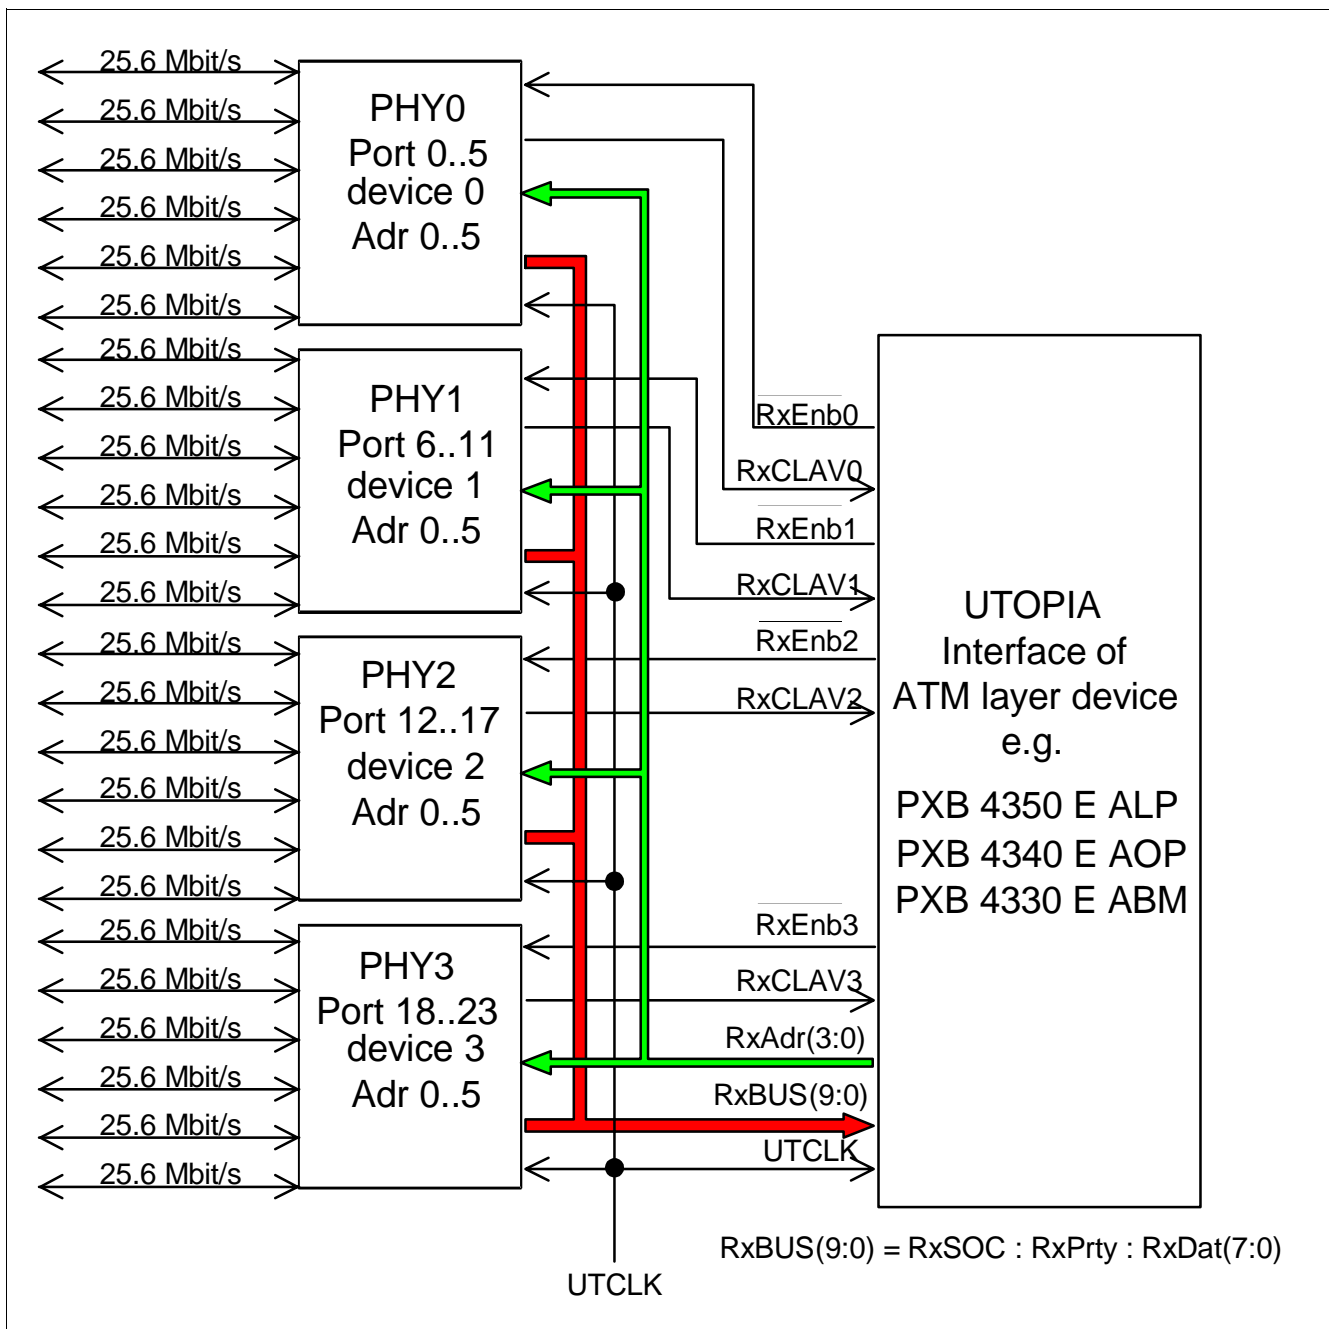 25.6 Mbit/s
25.6 Mbit/s
25.6 Mbit/s
25.6 Mbit/s
25.6 Mbit/s
25.6 Mbit/s
PHY0
Port 0..5
device 0
Adr 0..5
25.6 Mbit/s
25.6 Mbit/s
25.6 Mbit/s
25.6 Mbit/s
25.6 Mbit/s
25.6 Mbit/s
PHY1
Port 6..11
device 1
Adr 0..5
25.6 Mbit/s
25.6 Mbit/s
25.6 Mbit/s
25.6 Mbit/s
25.6 Mbit/s
25.6 Mbit/s
PHY2
Port 12..17
device 2
Adr 0..5
25.6 Mbit/s
25.6 Mbit/s
25.6 Mbit/s
25.6 Mbit/s
25.6 Mbit/s
25.6 Mbit/s
PHY3
Port 18..23
device 3
Adr 0..5
RxEnb0
RxCLAV0
RxEnb1
RxCLAV1
RxEnb2
RxCLAV2
RxEnb3
RxCLAV3
RxAdr(3:0)
RxBUS(9:0)
UTCLK
UTOPIA
Interface of
ATM layer device
e.g.
PXB 4350 E ALP
PXB 4340 E AOP
PXB 4330 E ABM
RxBUS(9:0) = RxSOC : RxPrty : RxDat(7:0)
UTCLK